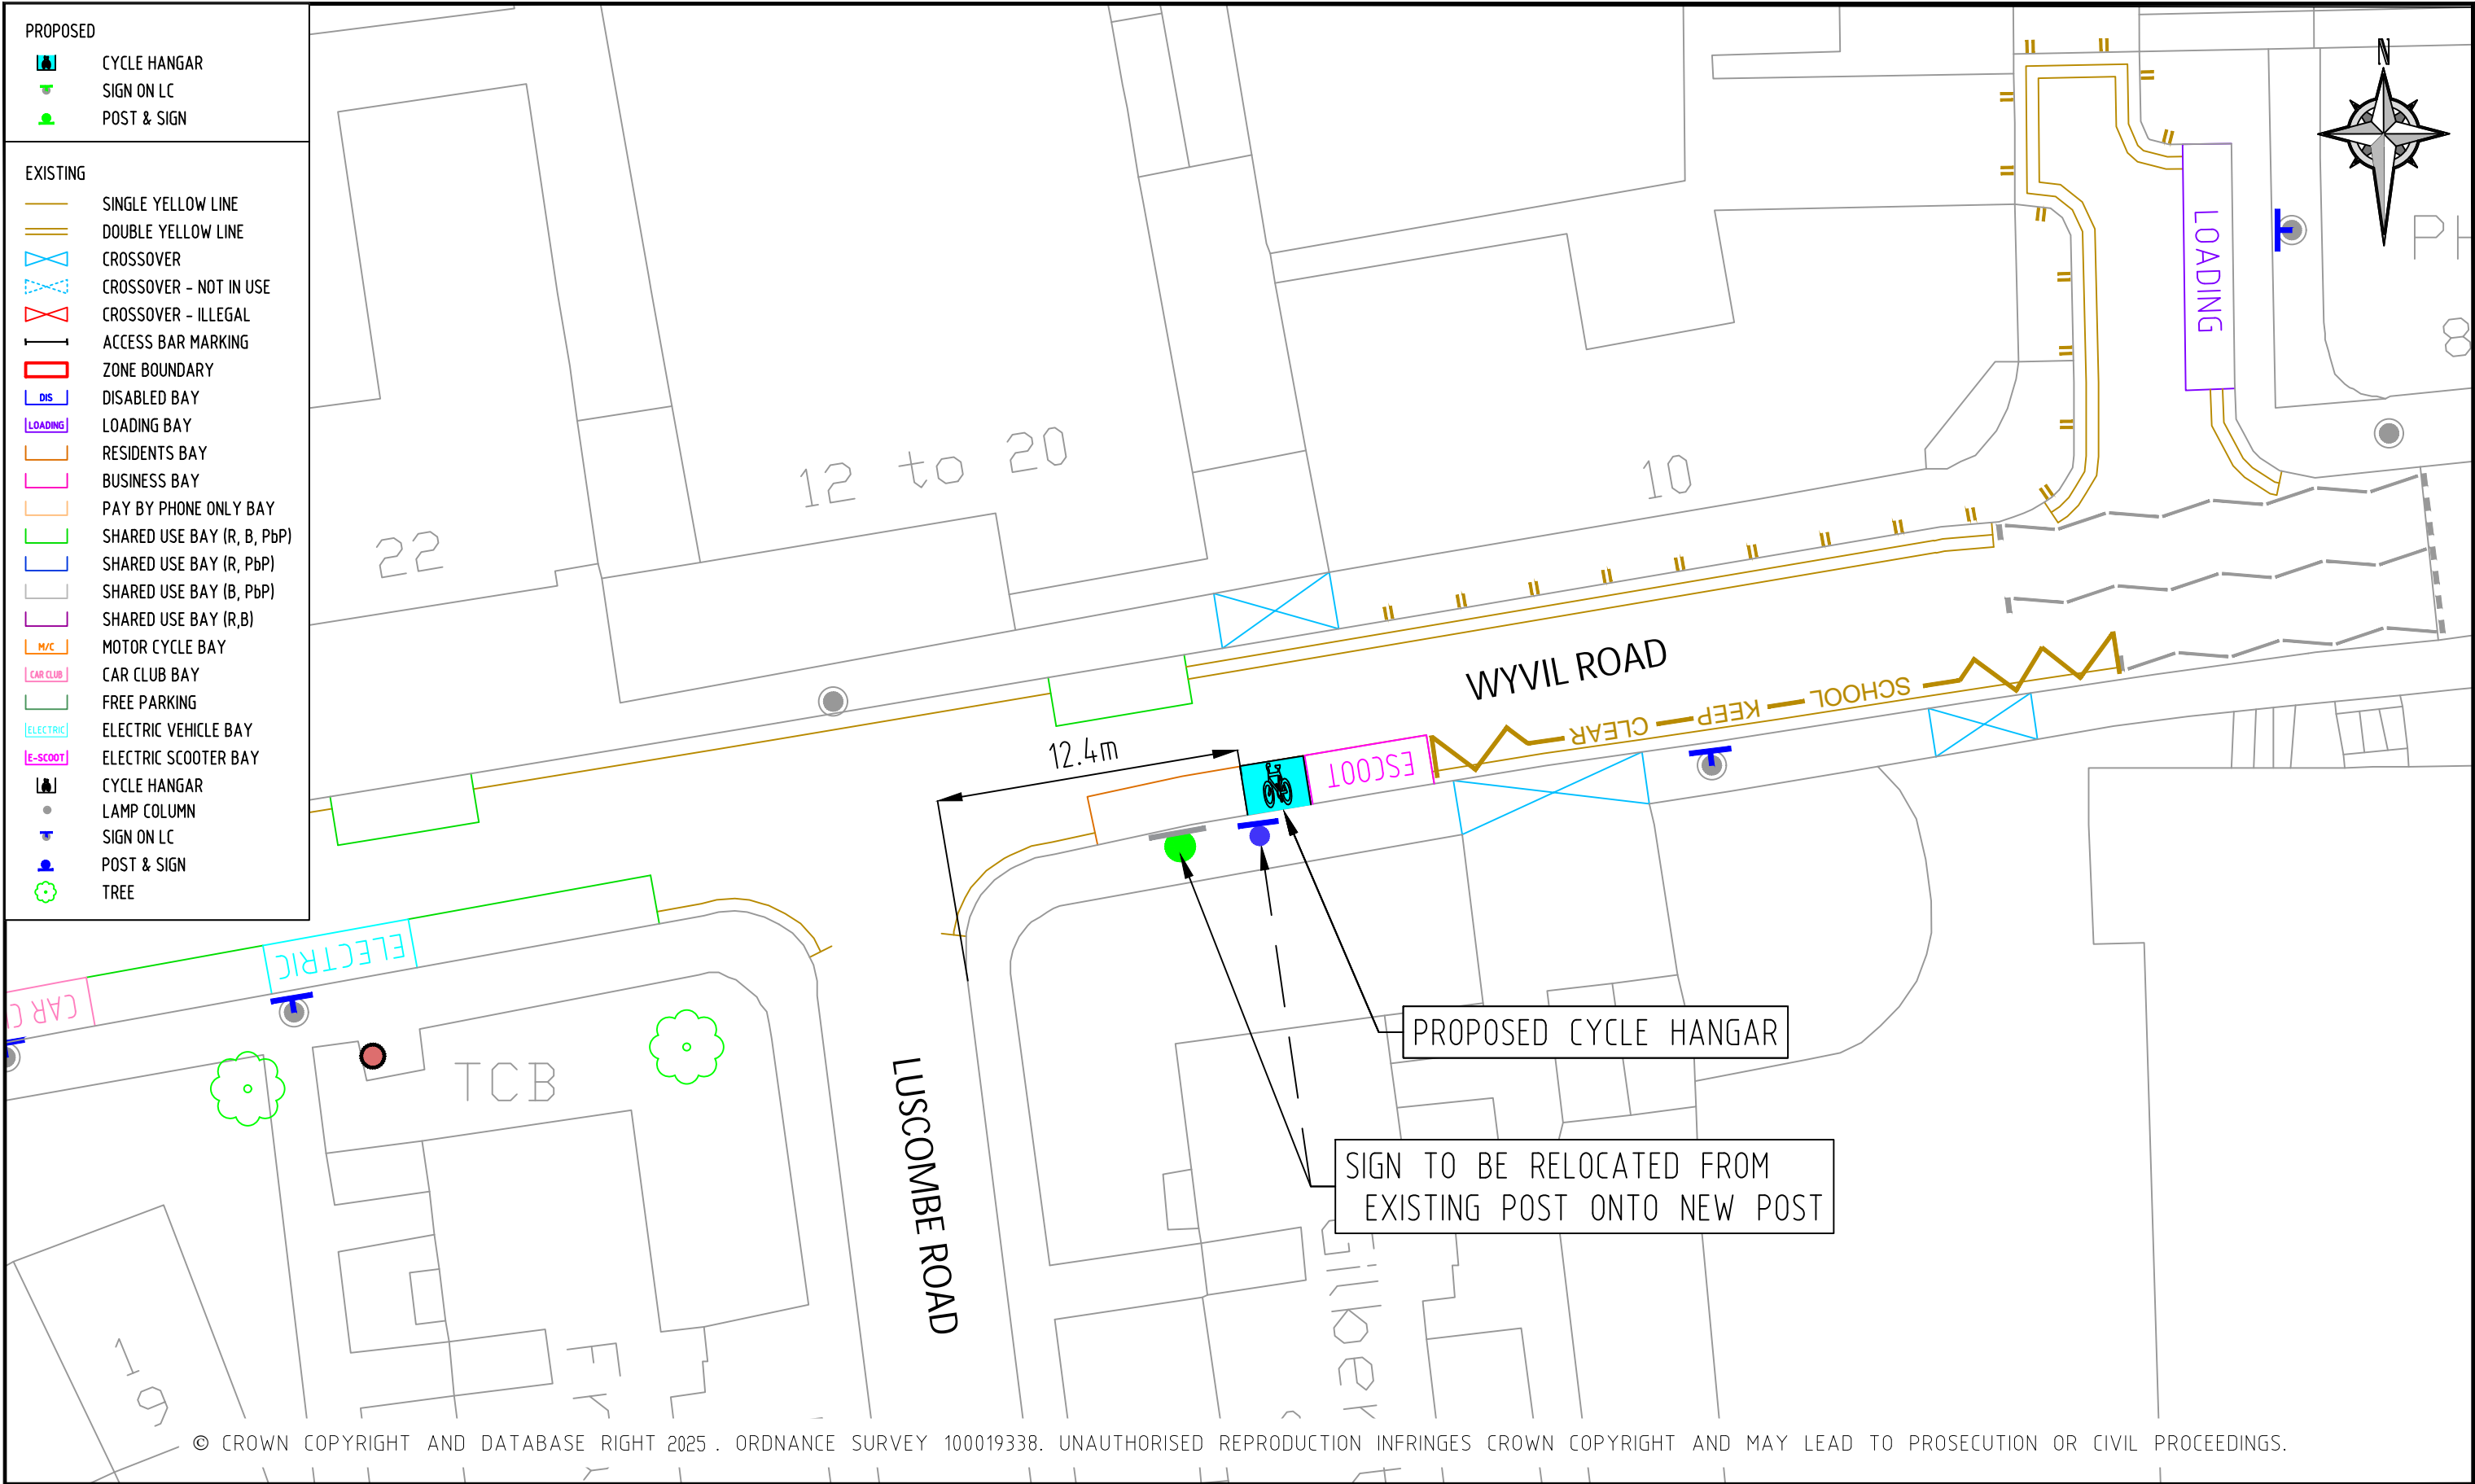 PROPOSED
CYCLE HANGAR
SIGN ON LC
POST & SIGN
EXISTING
SINGLE YELLOW LINE
DOUBLE YELLOW LINE
CROSSOVER
CROSSOVER - NOT IN USE
CROSSOVER - ILLEGAL
ACCESS BAR MARKING
ZONE BOUNDARY
DIS DISABLED BAY
LOADING LOADING BAY
RESIDENTS BAY
BUSINESS BAY
PAY BY PHONE ONLY BAY
SHARED USE BAY (R, B, PbP)
SHARED USE BAY (R, PbP)
SHARED USE BAY (B, PbP)
SHARED USE BAY (R,B)
M/C MOTOR CYCLE BAY
CAR CLUB CAR CLUB BAY
FREE PARKING
ELECTRIC ELECTRIC VEHICLE BAY
E-SCOOT ELECTRIC SCOOTER BAY
CYCLE HANGAR
LAMP COLUMN
SIGN ON LC
POST & SIGN
TREE
N
LOADING
PH
8
22
12 to 20
10
WYVIL ROAD
SCHOOL KEEP CLEAR
12.4m
ESCOOT
ELECTRIC
CAR C
TCB
LUSCOMBE ROAD
PROPOSED CYCLE HANGAR
SIGN TO BE RELOCATED FROM
EXISTING POST ONTO NEW POST
19
© CROWN COPYRIGHT AND DATABASE RIGHT 2025. ORDNANCE SURVEY 100019338. UNAUTHORISED REPRODUCTION INFRINGES CROWN COPYRIGHT AND MAY LEAD TO PROSECUTION OR CIVIL PROCEEDINGS.